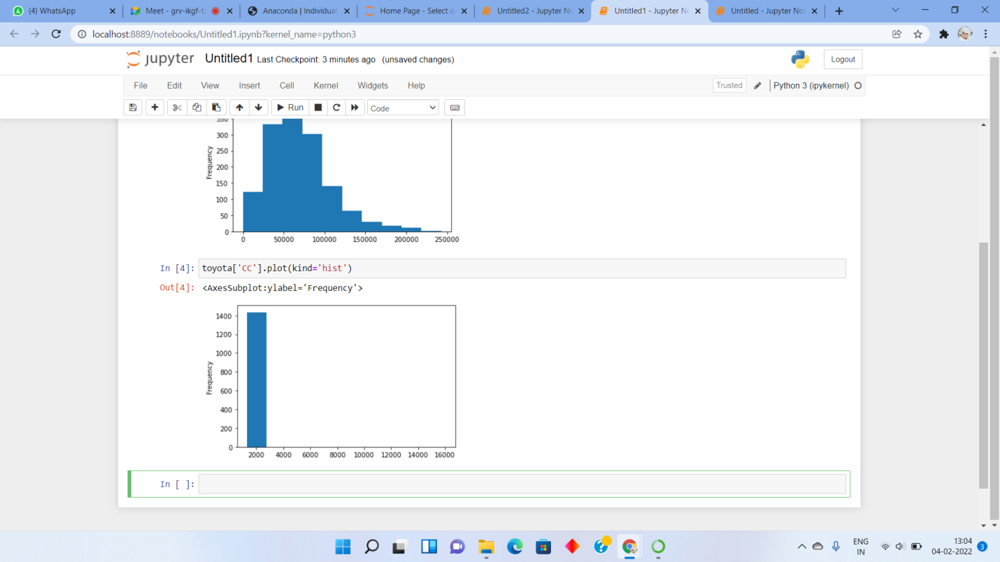 (4) WhatsApp
Meet - grv-ikgf-t
Anaconda | Individual
Home Page - Select o
Untitled2 - Jupyter No
Untitled1 - Jupyter No
Untitled - Jupyter Not
localhost:8889/notebooks/Untitled1.ipynb?kernel_name=python3
jupyter Untitled1 Last Checkpoint: 3 minutes ago (unsaved changes)
Logout
File Edit View Insert Cell Kernel Widgets Help
Trusted Python 3 (ipykernel)
Run Code
350
300
250
200
150
100
50
0
Frequency
0 50000 100000 150000 200000 250000
In [4]: toyota['CC'].plot(kind='hist')
Out[4]: <AxesSubplot:ylabel='Frequency'>
1400
1200
1000
800
600
400
200
0
Frequency
2000 4000 6000 8000 10000 12000 14000 16000
In [ ]:
ENG
IN
13:04
04-02-2022
3